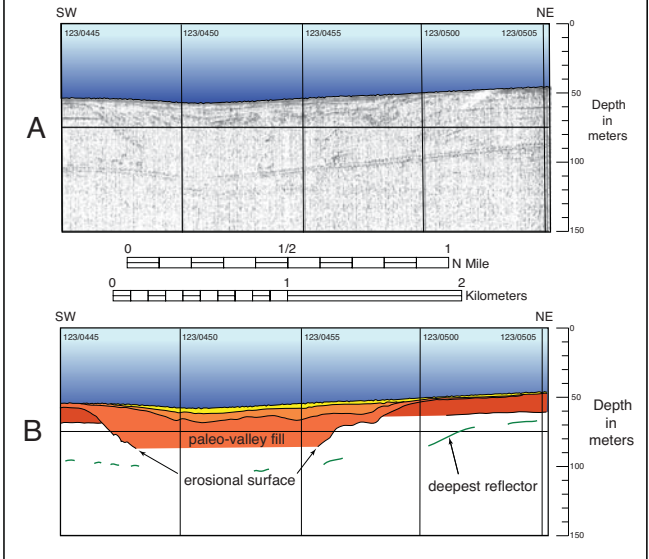 SW NE
123/0445 123/0450 123/0455 123/0500 123/0505
0
50
100
150
Depth
in
meters
A
0 1/2 1
N Mile
0 1 2
Kilometers
SW NE
123/0445 123/0450 123/0455 123/0500 123/0505
0
50
100
150
Depth
in
meters
B
paleo-valley fill
erosional surface
deepest reflector